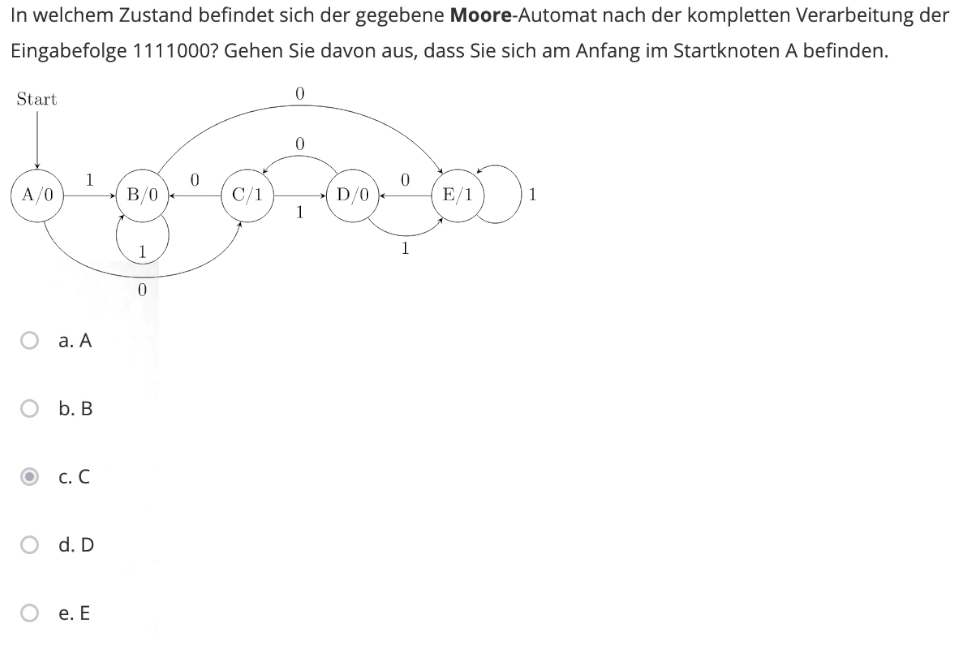 In welchem Zustand befindet sich der gegebene Moore-Automat nach der kompletten Verarbeitung der
Eingabefolge 1111000? Gehen Sie davon aus, dass Sie sich am Anfang im Startknoten A befinden.
Start
0
0
1
0
0
A/0
B/0
C/1
D/0
E/1
1
1
1
1
0
a. A
b. B
c. C
d. D
e. E